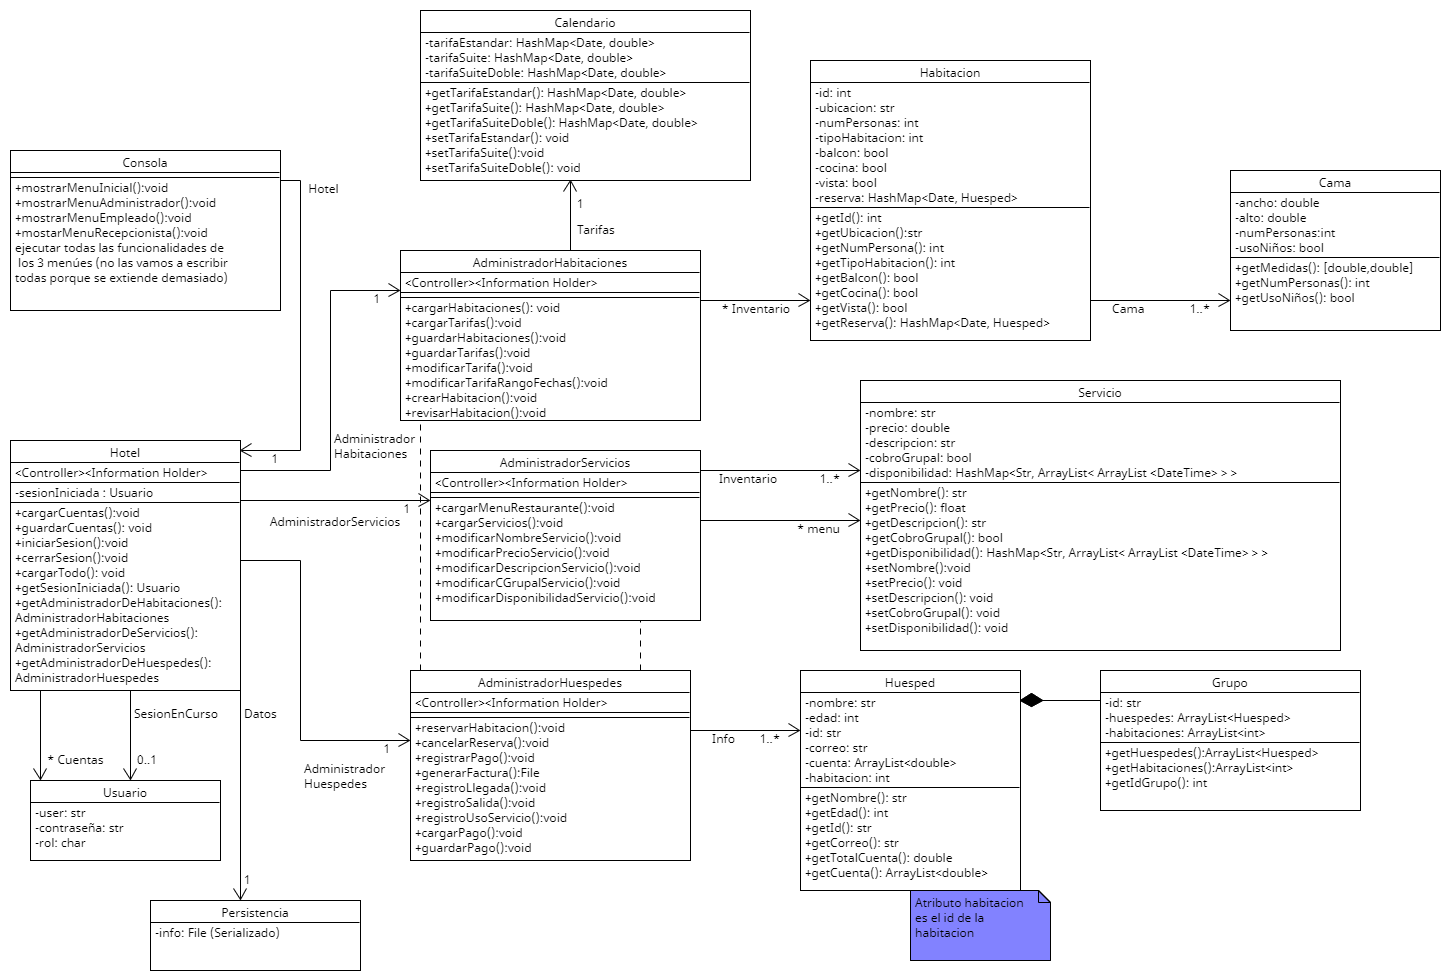 Calendario
-tarifaEstandar: HashMap<Date, double>
-tarifaSuite: HashMap<Date, double>
-tarifaSuiteDoble: HashMap<Date, double>
+getTarifaEstandar(): HashMap<Date, double>
+getTarifaSuite(): HashMap<Date, double>
+getTarifaSuiteDoble(): HashMap<Date, double>
+setTarifaEstandar(): void
+setTarifaSuite():void
+setTarifaSuiteDoble(): void
Habitacion
-id: int
-ubicacion: str
-numPersonas: int
-tipoHabitacion: int
-balcon: bool
-cocina: bool
-vista: bool
-reserva: HashMap<Date, Huesped>
+getId(): int
+getUbicacion():str
+getNumPersona(): int
+getTipoHabitacion(): int
+getBalcon(): bool
+getCocina(): bool
+getVista(): bool
+getReserva(): HashMap<Date, Huesped>
Cama
-ancho: double
-alto: double
-numPersonas:int
-usoNiños: bool
+getMedidas(): [double,double]
+getNumPersonas(): int
+getUsoNiños(): bool
Cama
1..*
Consola
+mostrarMenuInicial():void
+mostrarMenuAdministrador():void
+mostrarMenuEmpleado():void
+mostarMenuRecepcionista():void
ejecutar todas las funcionalidades de
los 3 menúes (no las vamos a escribir
todas porque se extiende demasiado)
Hotel
1
1
Tarifas
AdministradorHabitaciones
<Controller><Information Holder>
+cargarHabitaciones(): void
+cargarTarifas():void
+guardarHabitaciones():void
+guardarTarifas():void
+modificarTarifa():void
+modificarTarifaRangoFechas():void
+crearHabitacion():void
+revisarHabitacion():void
* Inventario
1
Administrador
Habitaciones
Hotel
<Controller><Information Holder>
-sesionIniciada : Usuario
+cargarCuentas():void
+guardarCuentas(): void
+iniciarSesion():void
+cerrarSesion():void
+cargarTodo(): void
+getSesionIniciada(): Usuario
+getAdministradorDeHabitaciones():
AdministradorHabitaciones
+getAdministradorDeServicios():
AdministradorServicios
+getAdministradorDeHuespedes():
AdministradorHuespedes
1
AdministradorServicios
AdministradorServicios
<Controller><Information Holder>
+cargarMenuRestaurante():void
+cargarServicios():void
+modificarNombreServicio():void
+modificarPrecioServicio():void
+modificarDescripcionServicio():void
+modificarCGrupalServicio():void
+modificarDisponibilidadServicio():void
Inventario
1..*
* menu
Servicio
-nombre: str
-precio: double
-descripcion: str
-cobroGrupal: bool
-disponibilidad: HashMap<Str, ArrayList< ArrayList <DateTime> > >
+getNombre(): str
+getPrecio(): float
+getDescripcion(): str
+getCobroGrupal(): bool
+getDisponibilidad(): HashMap<Str, ArrayList< ArrayList <DateTime> > >
+setNombre():void
+setPrecio(): void
+setDescripcion(): void
+setCobroGrupal(): void
+setDisponibilidad(): void
1
Administrador
Huespedes
AdministradorHuespedes
<Controller><Information Holder>
+reservarHabitacion():void
+cancelarReserva():void
+registrarPago():void
+generarFactura():File
+registroLlegada():void
+registroSalida():void
+registroUsoServicio():void
+cargarPago():void
+guardarPago():void
Info
1..*
Huesped
-nombre: str
-edad: int
-id: str
-correo: str
-cuenta: ArrayList<double>
-habitacion: int
+getNombre(): str
+getEdad(): int
+getId(): str
+getCorreo(): str
+getTotalCuenta(): double
+getCuenta(): ArrayList<double>
Atributo habitacion
es el id de la
habitacion
Grupo
-id: str
-huespedes: ArrayList<Huesped>
-habitaciones: ArrayList<int>
+getHuespedes():ArrayList<Huesped>
+getHabitaciones():ArrayList<int>
+getIdGrupo(): int
SesionEnCurso
Datos
* Cuentas
0..1
Usuario
-user: str
-contraseña: str
-rol: char
1
Persistencia
-info: File (Serializado)